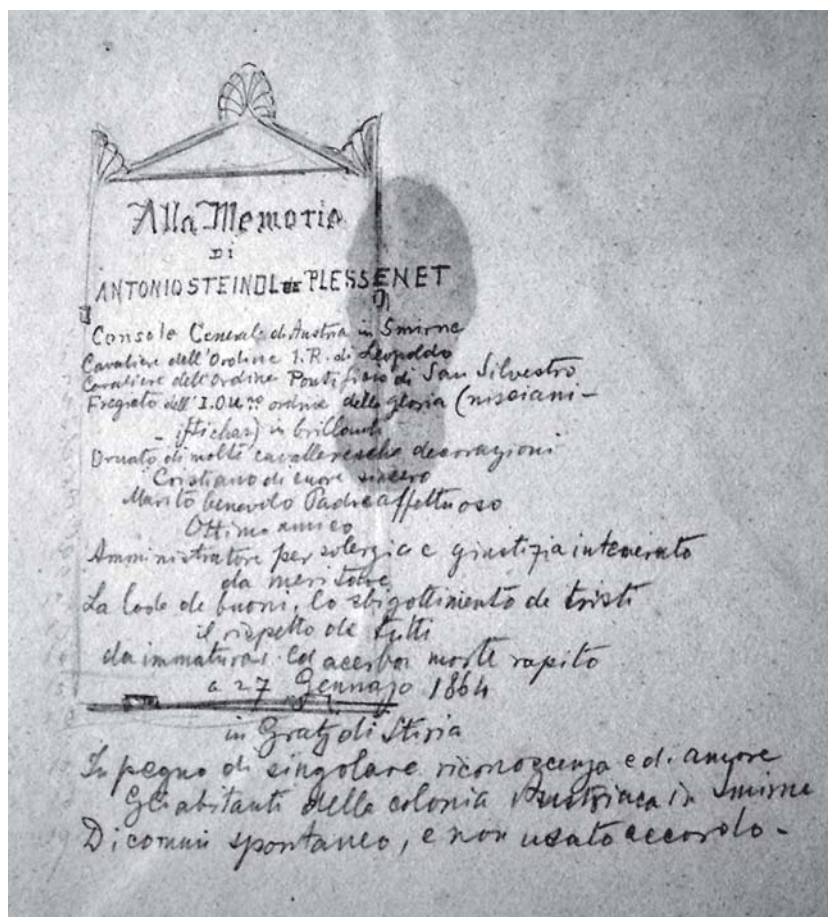 Alla Memoria
DI
ANTONIO STEINDL DE PLESSENET
Console Generale di Austria in Smirne
Cavaliere dell'Ordine I.R. di Leopoldo
Cavaliere dell'Ordine Pontificio di San Silvestro
Fregiato dell'I. ordine della gloria (nisciani-
- iftichar) in brillanti
Ornato di molte cavalleresche decorazioni
Cristiano di cuore sincero
Marito benevolo Padre affettuoso
Ottimo amico
Amministratore per solerzia e giustizia intemerato
da meritare
La lode de buoni, lo sbigottimento de tristi
il rispetto de tutti
da immatura ed acerba morte rapito
a 27 Gennajo 1864
in Gratz di Stiria
In pegno di singolare riconoscenza e di amore
Gli abitanti della colonia Austriaca in Smirne
Di comun spontaneo, e non usato accordo -